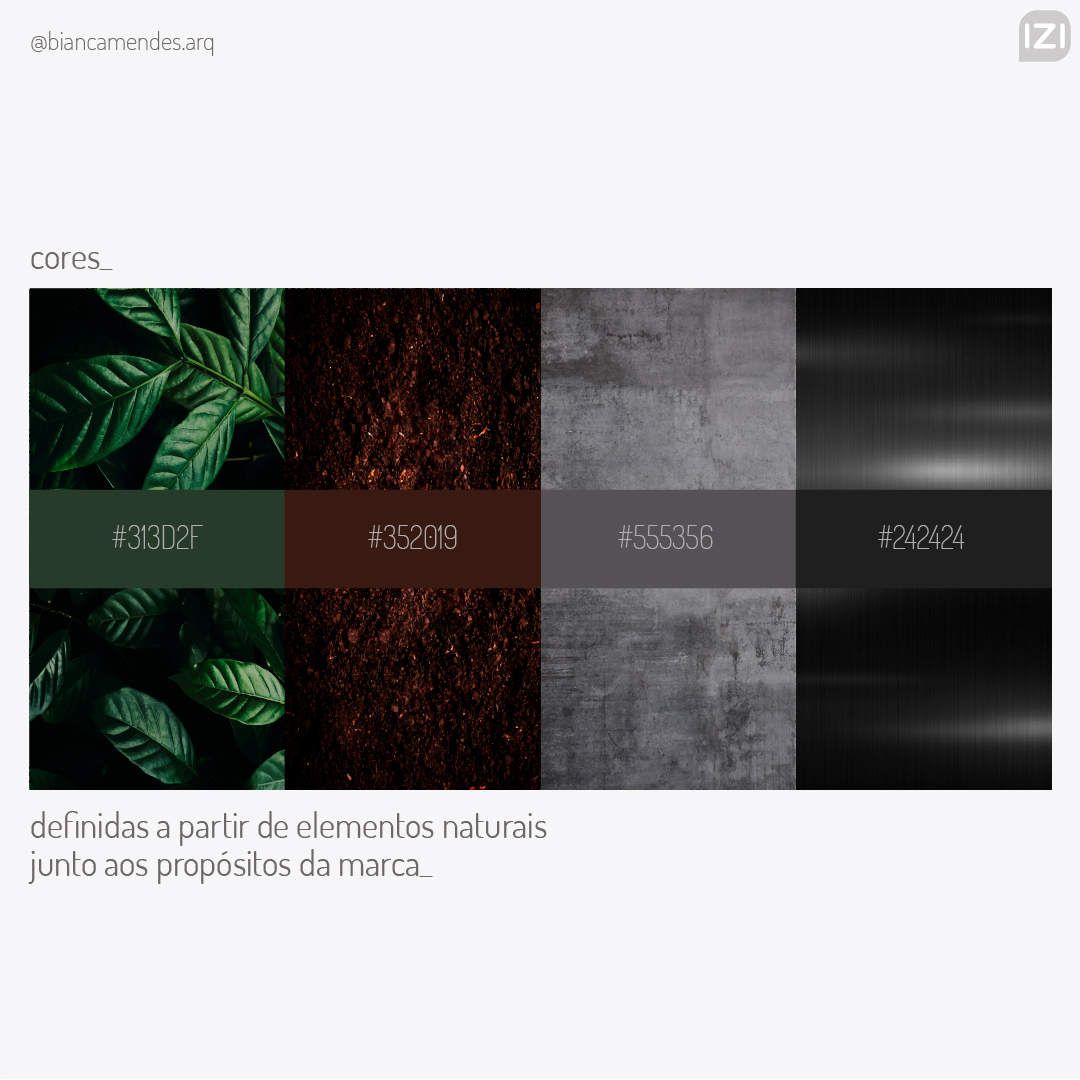 @biancamendes.arq
IZI
cores_
#313D2F
#352019
#555356
#242424
definidas a partir de elementos naturais
junto aos propósitos da marca_